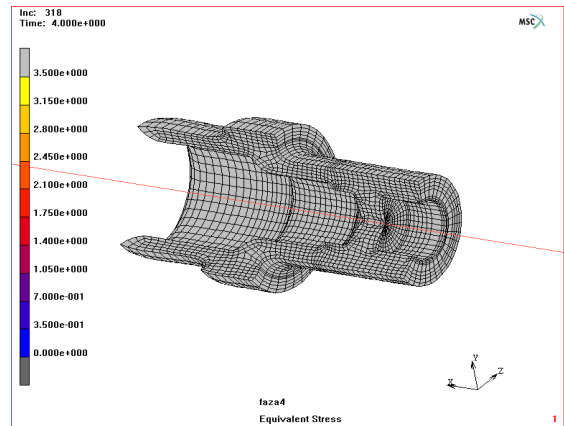 Inc: 318
Time: 4.000e+000
MSC
3.500e+000
3.150e+000
2.800e+000
2.450e+000
2.100e+000
1.750e+000
1.400e+000
1.050e+000
7.000e-001
3.500e-001
0.000e+000
Y
Z
X
faza4
Equivalent Stress
1